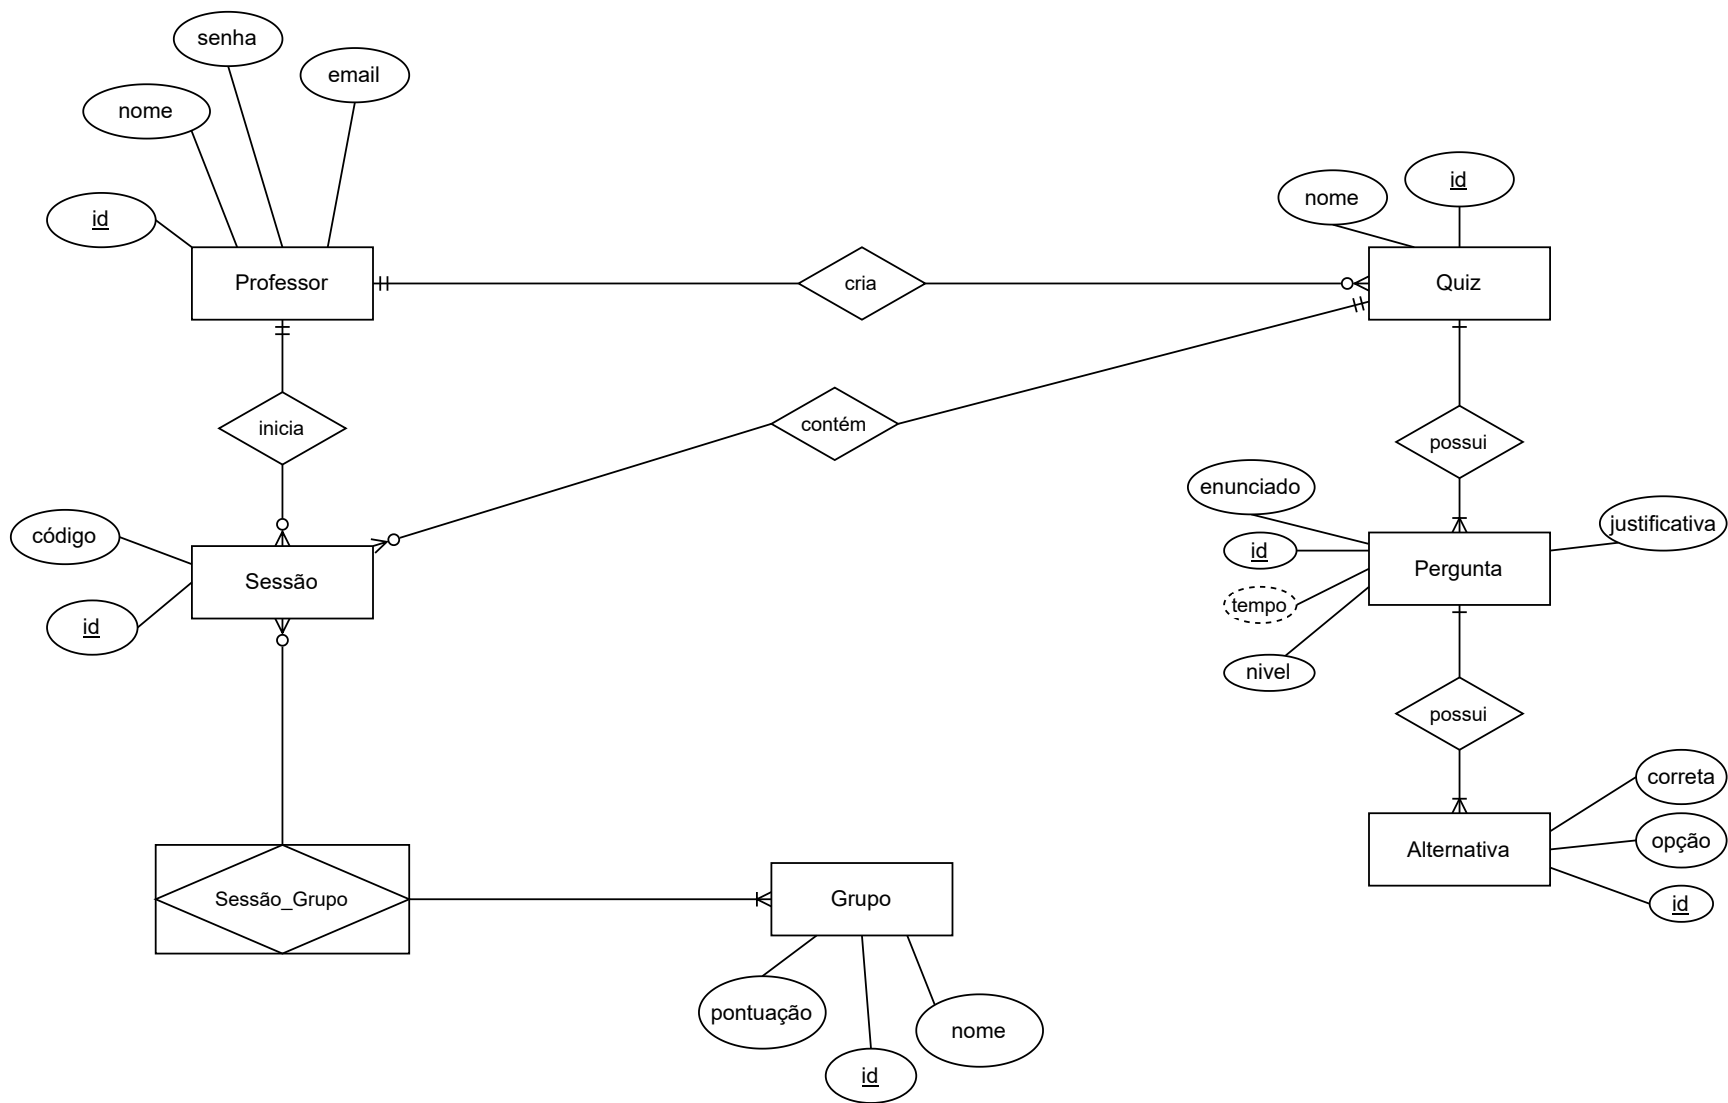 senha
email
nome
id
id
nome
Professor
cria
Quiz
inicia
contém
possui
enunciado
código
justificativa
id
Sessão
Pergunta
tempo
id
nivel
possui
correta
opção
Alternativa
Sessão_Grupo
Grupo
id
pontuação
nome
id